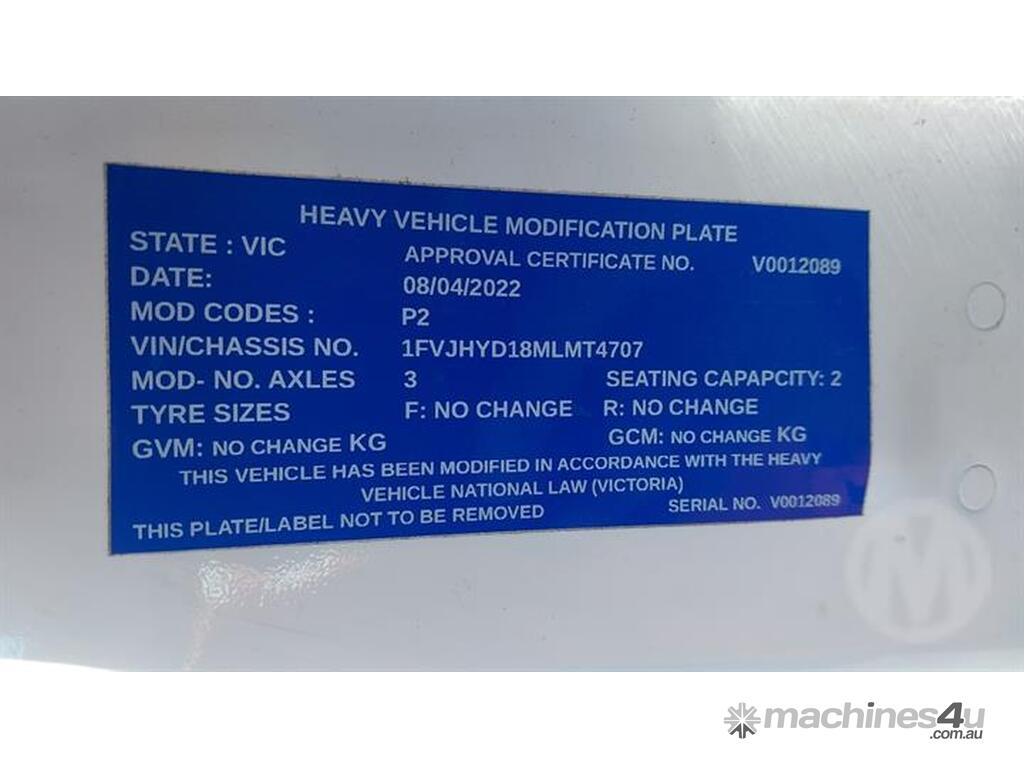 HEAVY VEHICLE MODIFICATION PLATE
STATE : VIC APPROVAL CERTIFICATE NO. V0012089
DATE: 08/04/2022
MOD CODES : P2
VIN/CHASSIS NO. 1FVJHYD18MLMT4707
MOD- NO. AXLES 3 SEATING CAPAPCITY: 2
TYRE SIZES F: NO CHANGE R: NO CHANGE
GVM: NO CHANGE KG GCM: NO CHANGE KG
THIS VEHICLE HAS BEEN MODIFIED IN ACCORDANCE WITH THE HEAVY
VEHICLE NATIONAL LAW (VICTORIA)
THIS PLATE/LABEL NOT TO BE REMOVED SERIAL NO. V0012089
M
machines4u
.com.au